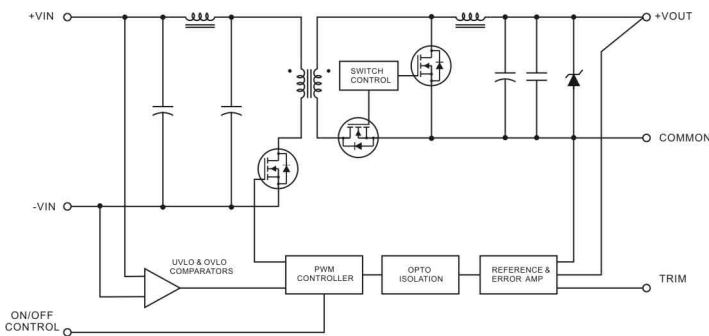 +VIN
+VOUT
SWITCH
CONTROL
COMMON
-VIN
UVLO & OVLO
COMPARATORS
PWM
CONTROLLER
OPTO
ISOLATION
REFERENCE &
ERROR AMP
TRIM
ON/OFF
CONTROL